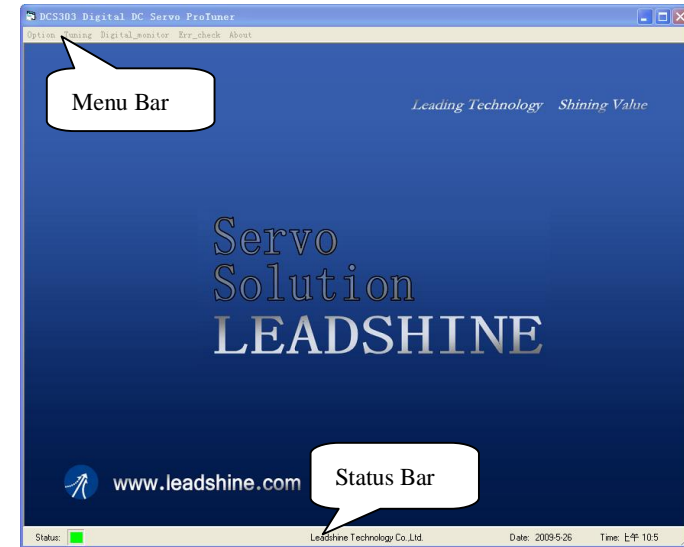 DCS303 Digital DC Servo ProTuner
Option Tuning Digital_monitor Err_check About
Menu Bar
Leading Technology Shining Value
Servo
Solution
LEADSHINE
www.leadshine.com
Status Bar
Status: Leadshine Technology Co.,Ltd. Date: 2009-5-26 Time: 上午 10:5